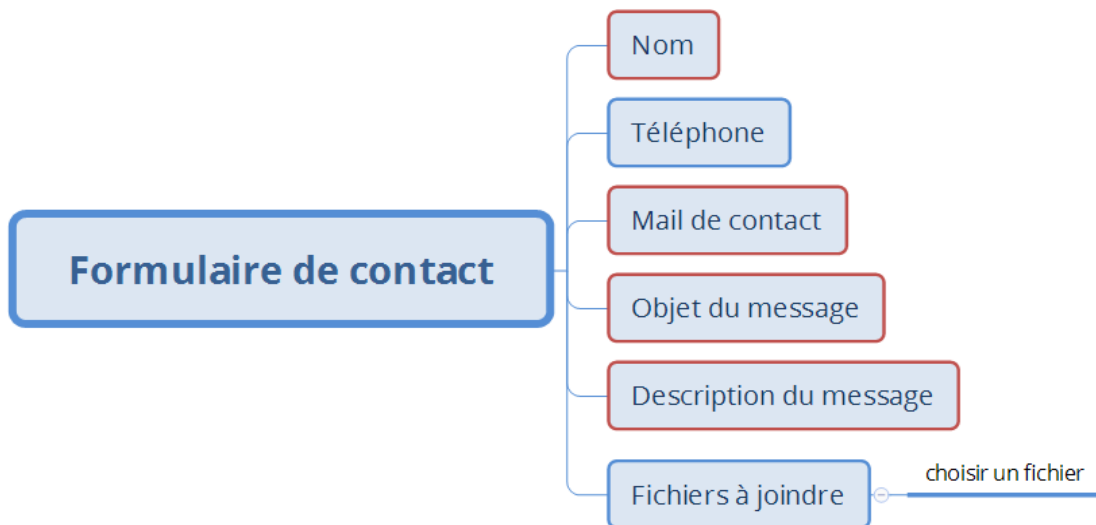 Nom
Téléphone
Mail de contact
Formulaire de contact
Objet du message
Description du message
choisir un fichier
Fichiers à joindre